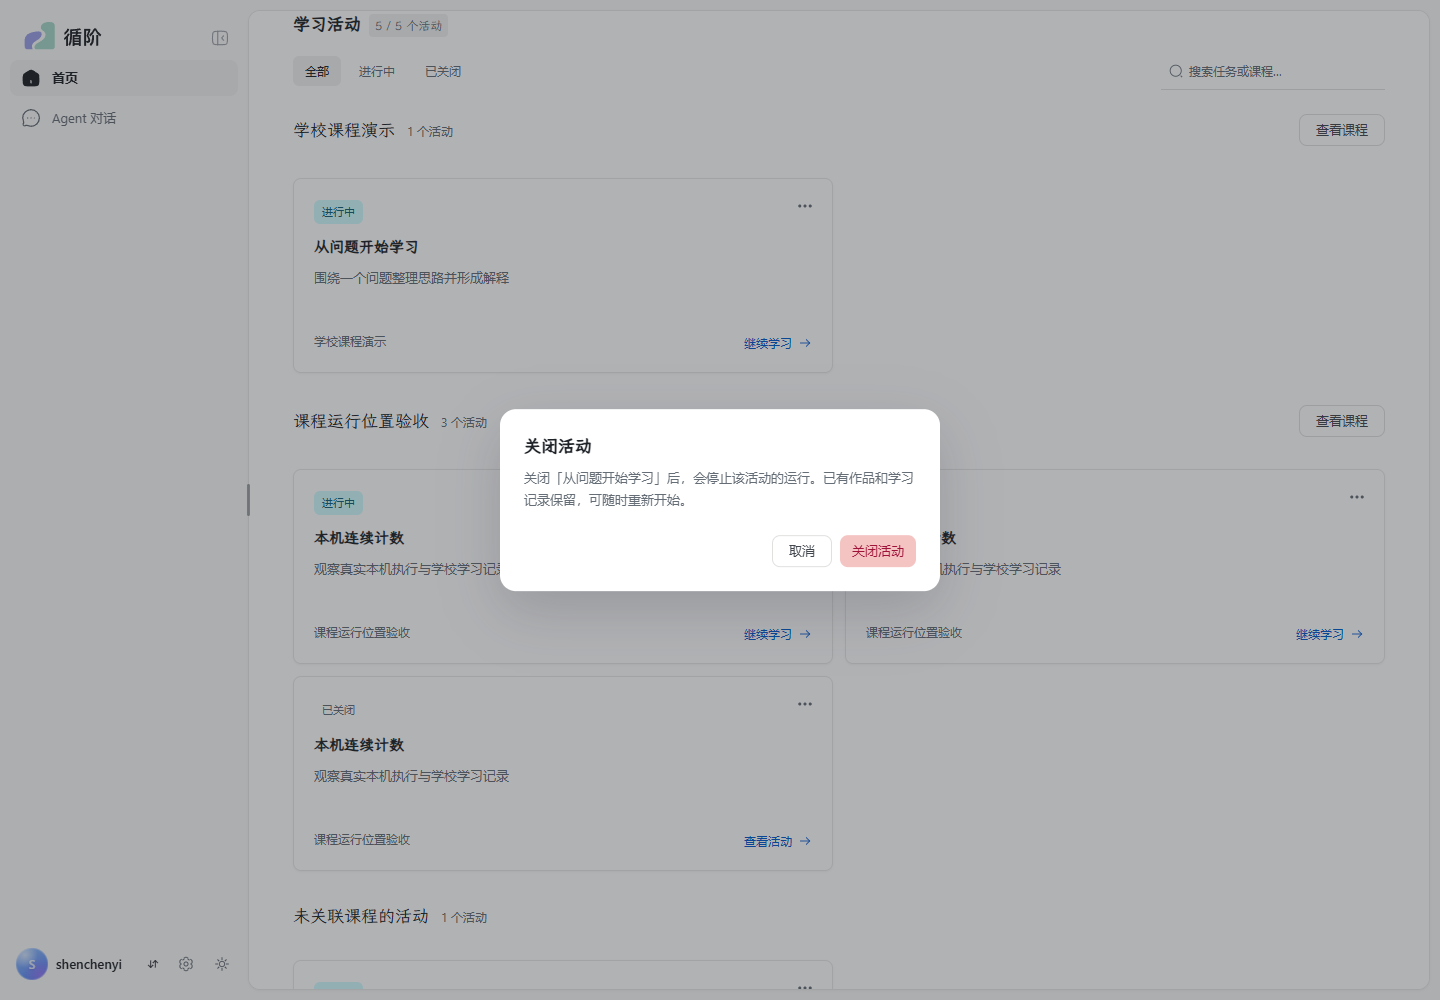 循阶
首页
Agent 对话
学习活动 5 / 5 个活动
全部 进行中 已关闭
搜索任务或课程...
学校课程演示 1 个活动
查看课程
进行中
从问题开始学习
围绕一个问题整理思路并形成解释
学校课程演示
继续学习
课程运行位置验收 3 个活动
查看课程
关闭活动
关闭「从问题开始学习」后，会停止该活动的运行。已有作品和学习
记录保留，可随时重新开始。
取消
关闭活动
进行中
本机连续计数
观察真实本机执行与学校学习记
课程运行位置验收
继续学习
数
执行与学校学习记录
课程运行位置验收
继续学习
已关闭
本机连续计数
观察真实本机执行与学校学习记录
课程运行位置验收
查看活动
未关联课程的活动 1 个活动
S
shenchenyi